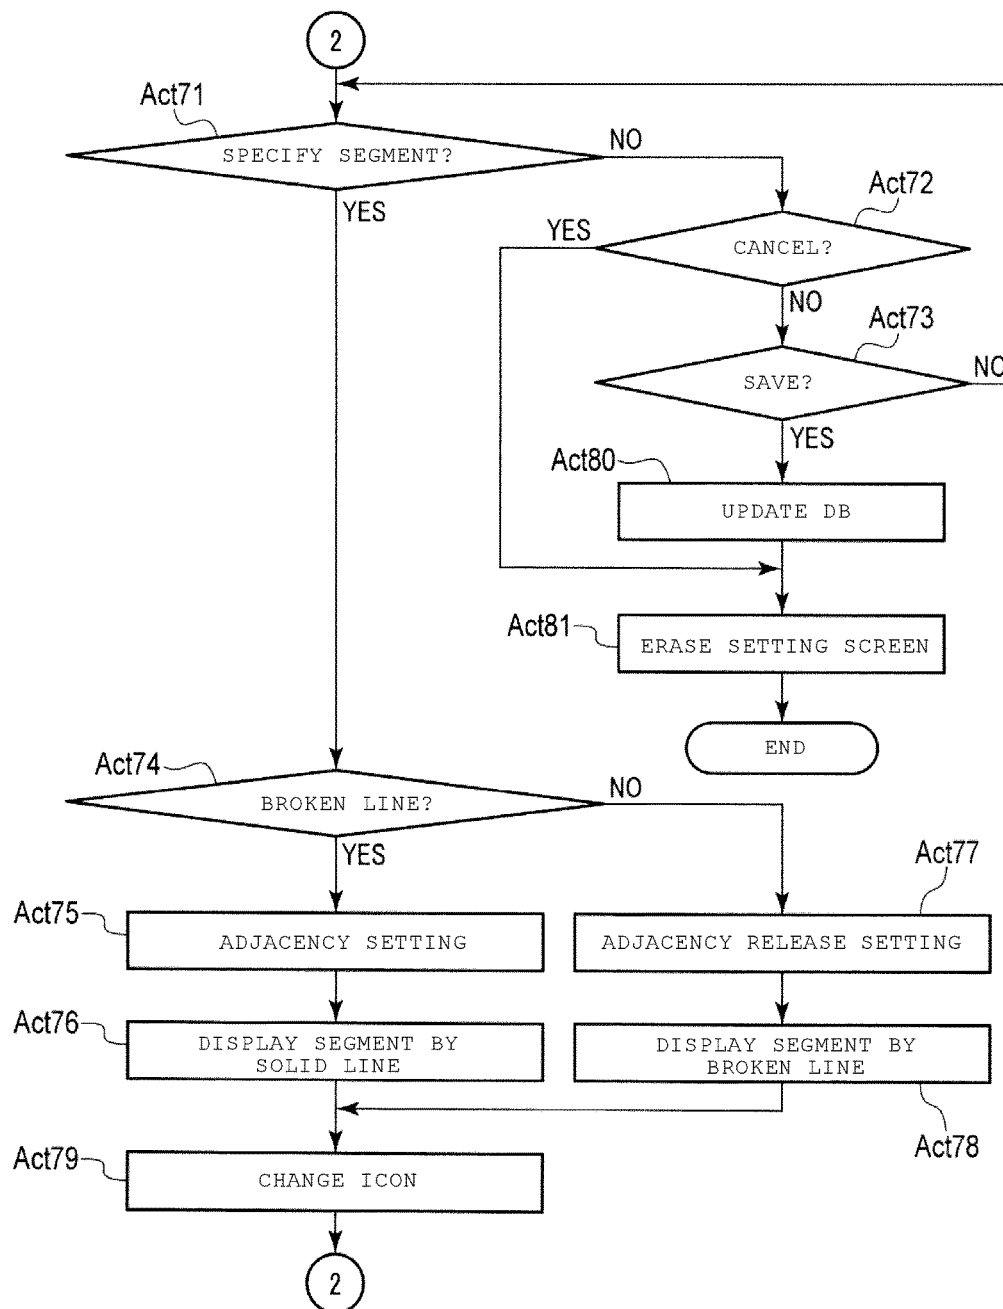 2
Act71
SPECIFY SEGMENT?
NO
YES
Act72
YES
CANCEL?
NO
Act73
SAVE?
NO
YES
Act80
UPDATE DB
Act81
ERASE SETTING SCREEN
END
Act74
BROKEN LINE?
NO
YES
Act75
ADJACENCY SETTING
Act77
ADJACENCY RELEASE SETTING
Act76
DISPLAY SEGMENT BY
SOLID LINE
DISPLAY SEGMENT BY
BROKEN LINE
Act78
Act79
CHANGE ICON
2